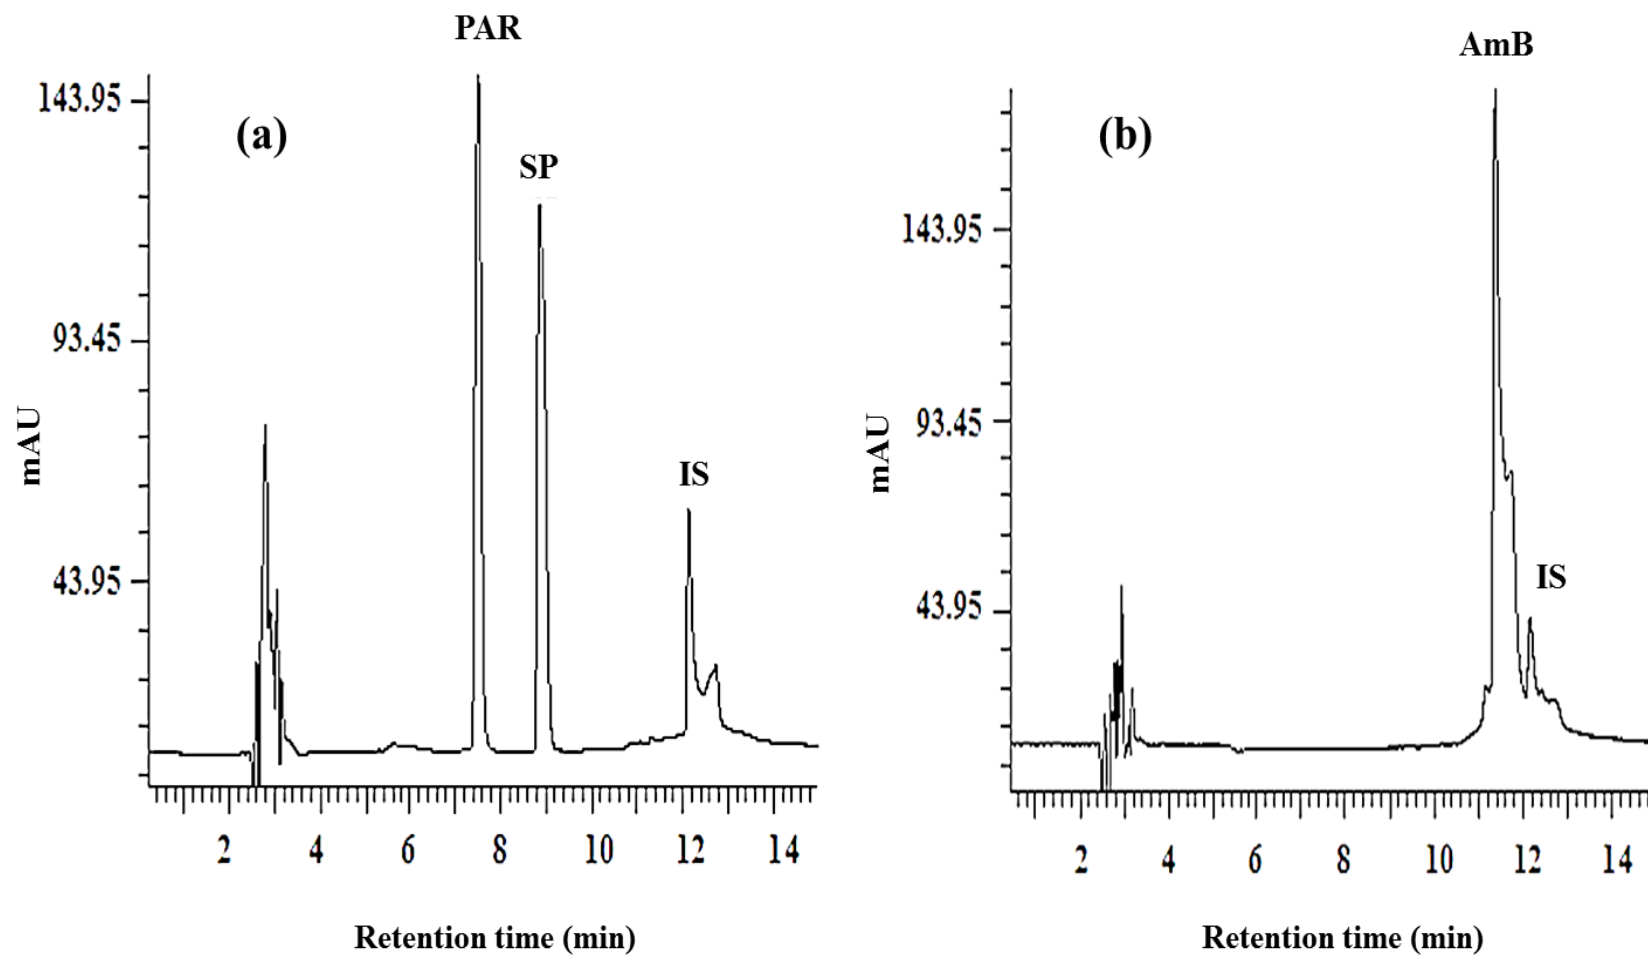 PAR
(a)
SP
IS
143.95
93.45
43.95
mAU
2 4 6 8 10 12 14
Retention time (min)
AmB
(b)
IS
143.95
93.45
43.95
mAU
2 4 6 8 10 12 14
Retention time (min)